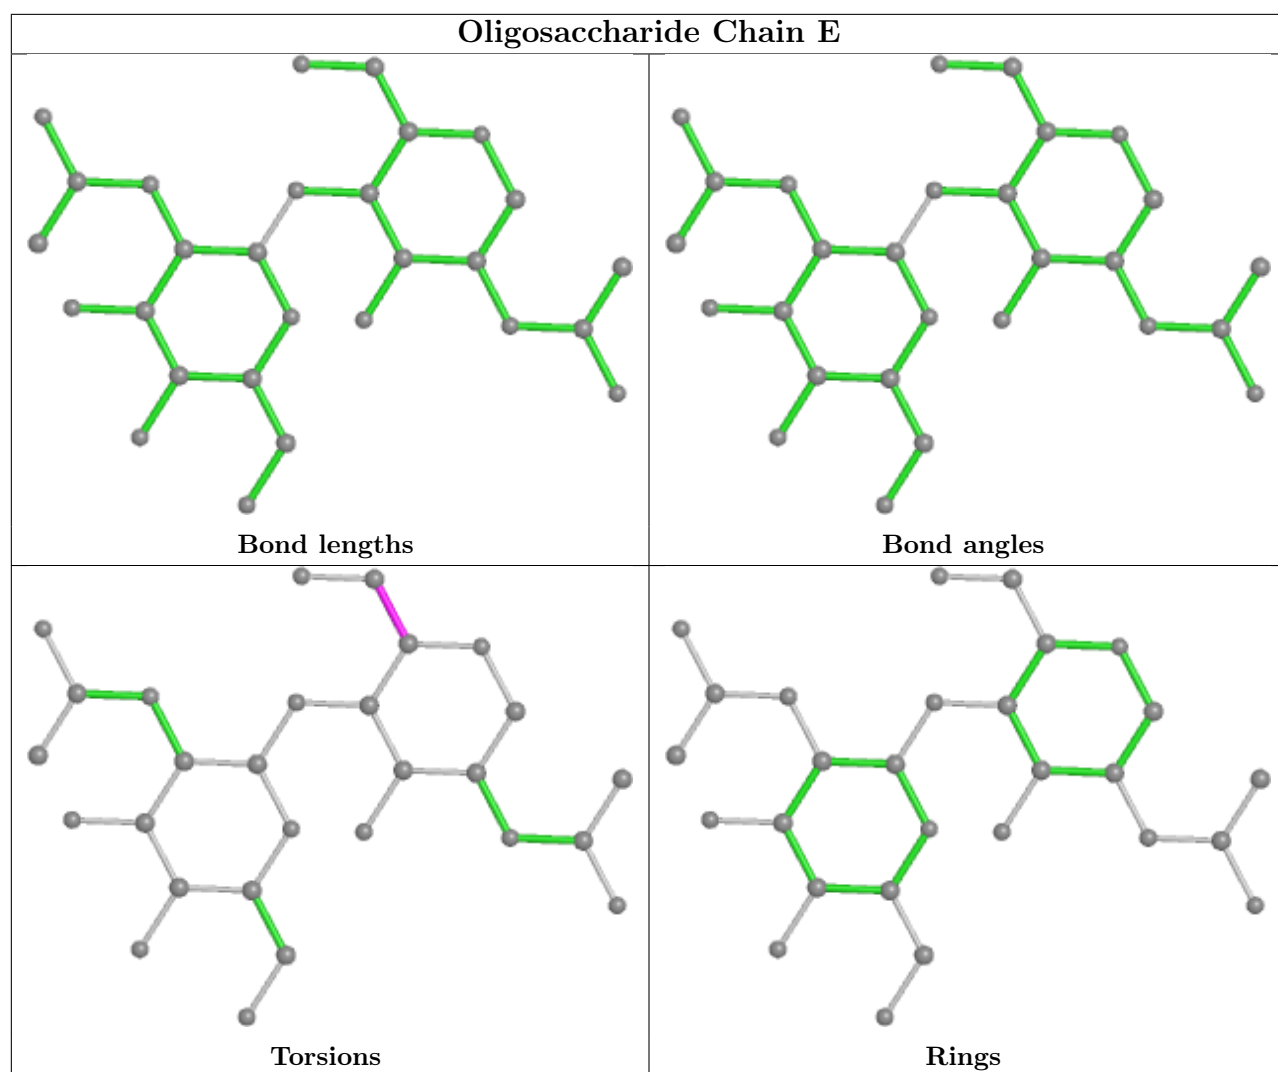 Oligosaccharide Chain E
Bond lengths
Bond angles
Torsions
Rings